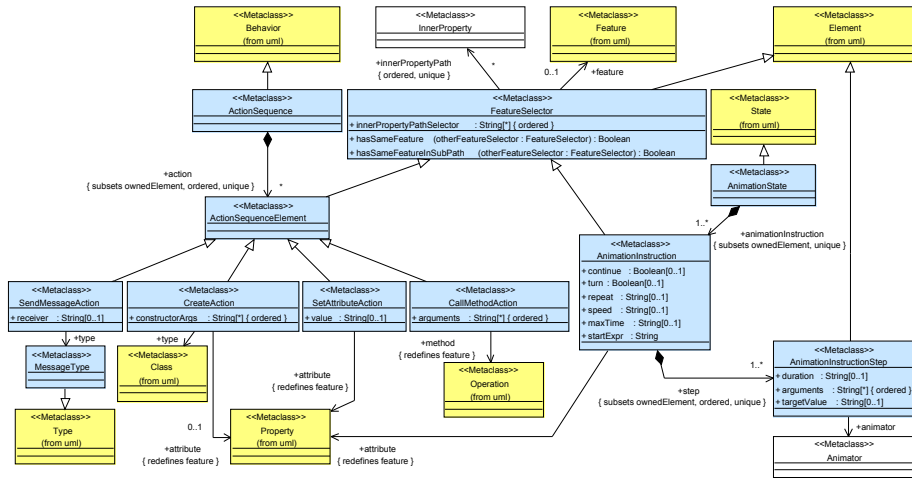 <<Metaclass>>
Behavior
(from uml)
<<Metaclass>>
InnerProperty
<<Metaclass>>
Feature
(from uml)
<<Metaclass>>
Element
(from uml)
+innerPropertyPath
{ ordered, unique }
*
0..1
+feature
<<Metaclass>>
ActionSequence
<<Metaclass>>
FeatureSelector
+ innerPropertyPathSelector : String[*] { ordered }
+ hasSameFeature (otherFeatureSelector : FeatureSelector) : Boolean
+ hasSameFeatureInSubPath (otherFeatureSelector : FeatureSelector) : Boolean
<<Metaclass>>
State
(from uml)
+action
{ subsets ownedElement, ordered, unique }
*
<<Metaclass>>
AnimationState
<<Metaclass>>
ActionSequenceElement
1..*
+animationInstruction
{ subsets ownedElement, unique }
<<Metaclass>>
AnimationInstruction
+ continue : Boolean[0..1]
+ turn : Boolean[0..1]
+ repeat : String[0..1]
+ speed : String[0..1]
+ maxTime : String[0..1]
+ startExpr : String
<<Metaclass>>
SendMessageAction
+ receiver : String[0..1]
<<Metaclass>>
CreateAction
+ constructorArgs : String[*] { ordered }
<<Metaclass>>
SetAttributeAction
+ value : String[0..1]
<<Metaclass>>
CallMethodAction
+ arguments : String[*] { ordered }
+type
+type
+method
{ redefines feature }
<<Metaclass>>
MessageType
<<Metaclass>>
Class
(from uml)
+attribute
{ redefines feature }
<<Metaclass>>
Operation
(from uml)
<<Metaclass>>
AnimationInstructionStep
+ duration : String[0..1]
+ arguments : String[*] { ordered }
+ targetValue : String[0..1]
1..*
+step
{ subsets ownedElement, ordered, unique }
<<Metaclass>>
Type
(from uml)
0..1
+attribute
{ redefines feature }
<<Metaclass>>
Property
(from uml)
+attribute
{ redefines feature }
+animator
<<Metaclass>>
Animator